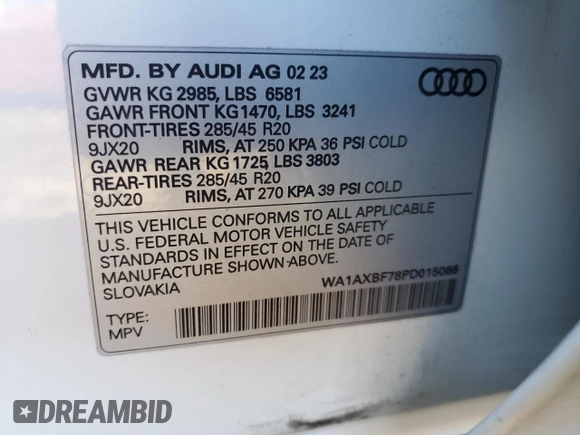 MFD. BY AUDI AG 02 23
GVWR KG 2985, LBS 6581
GAWR FRONT KG1470, LBS 3241
FRONT-TIRES 285/45 R20
9JX20 RIMS, AT 250 KPA 36 PSI COLD
GAWR REAR KG 1725, LBS 3803
REAR-TIRES 285/45 R20
9JX20 RIMS, AT 270 KPA 39 PSI COLD
THIS VEHICLE CONFORMS TO ALL APPLICABLE
U.S. FEDERAL MOTOR VEHICLE SAFETY
STANDARDS IN EFFECT ON THE DATE OF
MANUFACTURE SHOWN ABOVE.
SLOVAKIA
WA1AXBF78PD015066
TYPE:
MPV
DREAMBID